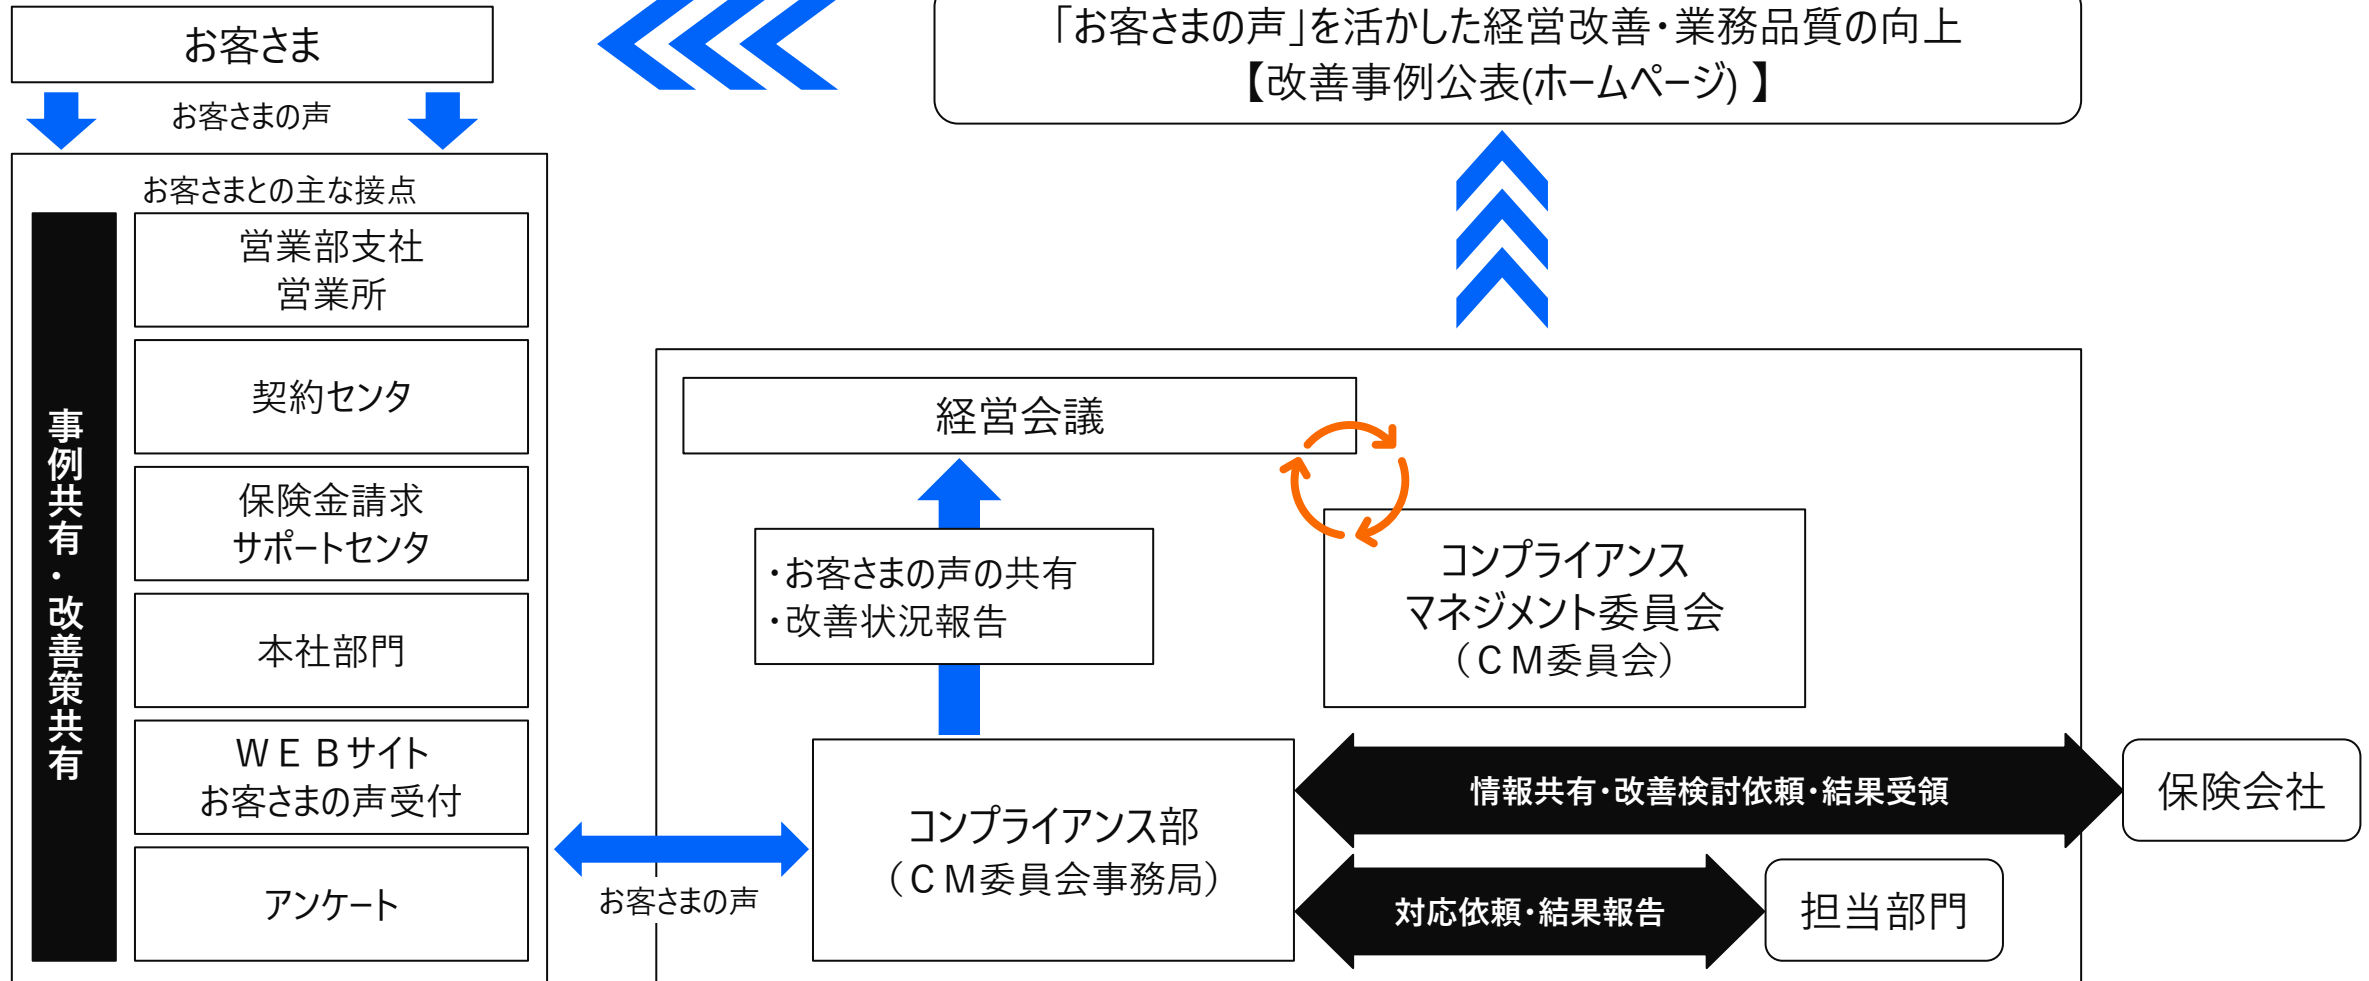 お客さま
「お客さまの声」を活かした経営改善・業務品質の向上
【改善事例公表(ホームページ) 】
お客さまの声
お客さまとの主な接点
事例共有・改善策共有
営業部支社
営業所
契約センタ
保険金請求
サポートセンタ
本社部門
ＷＥＢサイト
お客さまの声受付
アンケート
お客さまの声
経営会議
・お客さまの声の共有
・改善状況報告
コンプライアンス
マネジメント委員会
（ＣＭ委員会）
コンプライアンス部
（ＣＭ委員会事務局）
情報共有・改善検討依頼・結果受領
保険会社
対応依頼・結果報告
担当部門